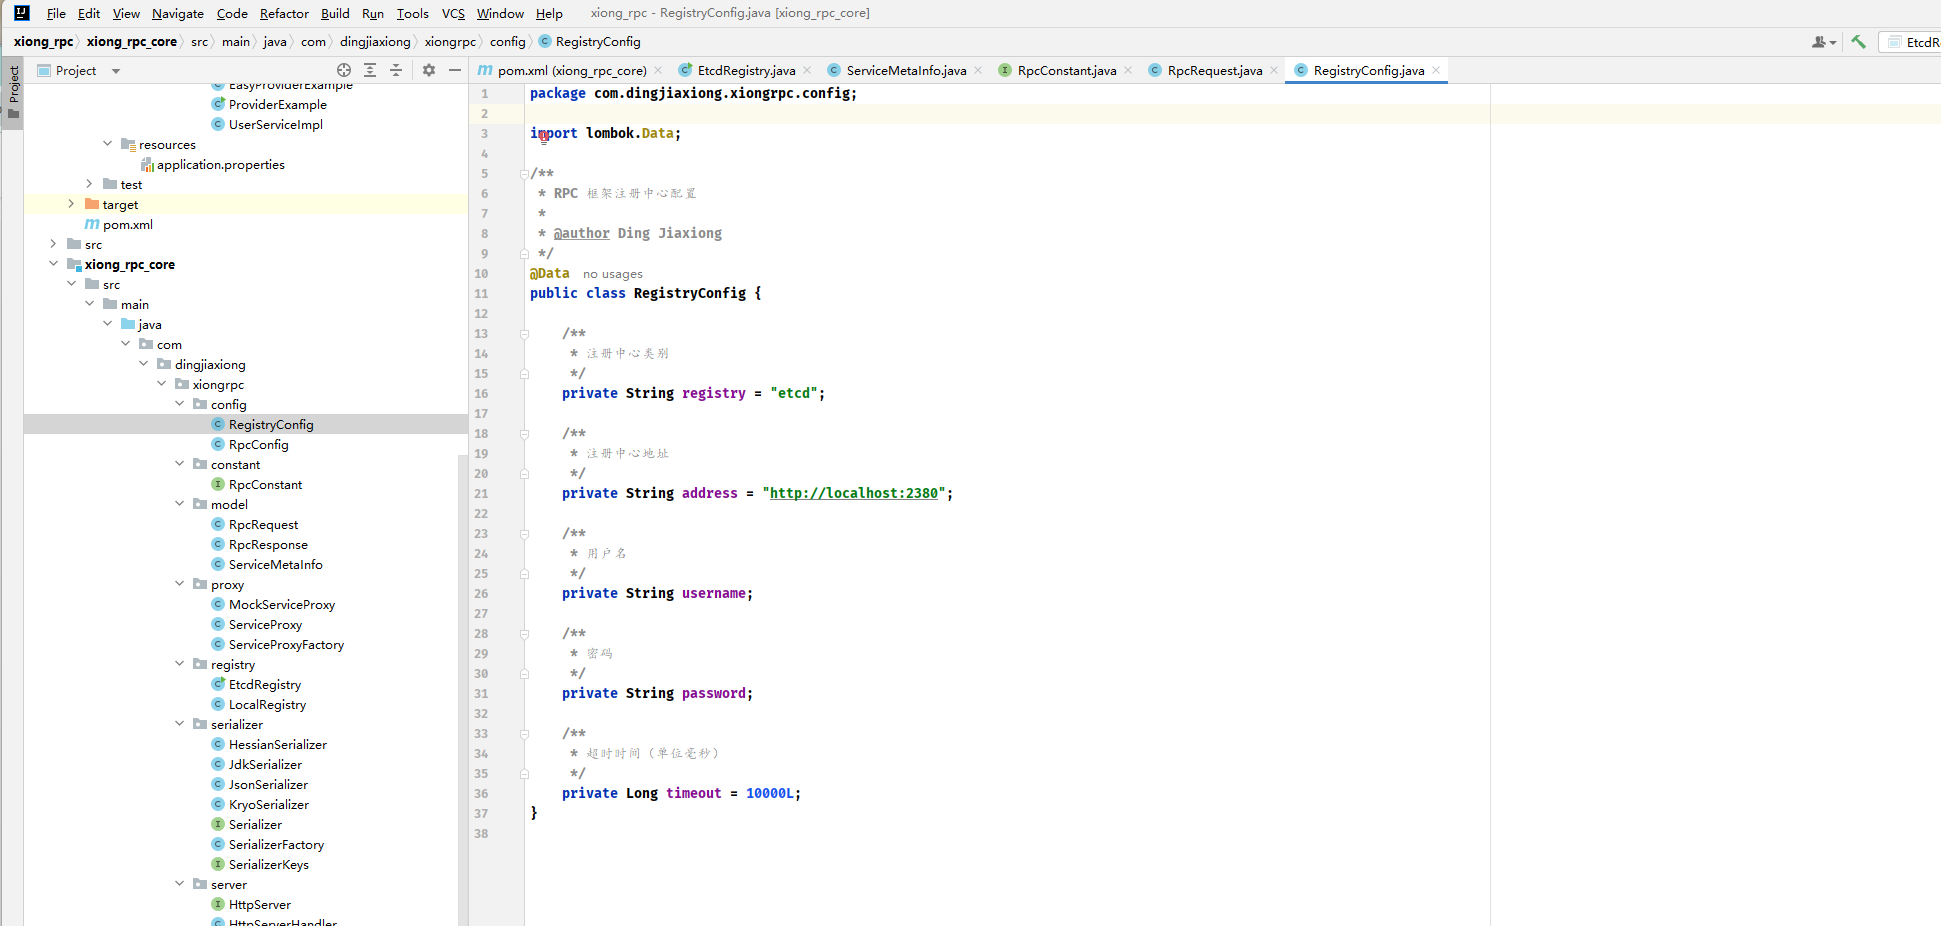 File Edit View Navigate Code Refactor Build Run Tools VCS Window Help xiong_rpc - RegistryConfig.java [xiong_rpc_core]
xiong_rpc xiong_rpc_core src main java com dingjiaxiong xiongrpc config RegistryConfig
Project
Project
pom.xml (xiong_rpc_core) EtcdRegistry.java ServiceMetaInfo.java RpcConstant.java RpcRequest.java RegistryConfig.java
EasyProviderExample
ProviderExample
UserServiceImpl
resources
application.properties
test
target
pom.xml
src
xiong_rpc_core
src
main
java
com
dingjiaxiong
xiongrpc
config
RegistryConfig
RpcConfig
constant
RpcConstant
model
RpcRequest
RpcResponse
ServiceMetaInfo
proxy
MockServiceProxy
ServiceProxy
ServiceProxyFactory
registry
EtcdRegistry
LocalRegistry
serializer
HessianSerializer
JdkSerializer
JsonSerializer
KryoSerializer
Serializer
SerializerFactory
SerializerKeys
server
HttpServer
HttpServerHandler
1 package com.dingjiaxiong.xiongrpc.config;
2
3 import lombok.Data;
4
5 /**
6 * RPC 框架注册中心配置
7 *
8 * @author Ding Jiaxiong
9 */
10 @Data no usages
11 public class RegistryConfig {
12
13 /**
14 * 注册中心类别
15 */
16 private String registry = "etcd";
17
18 /**
19 * 注册中心地址
20 */
21 private String address = "http://localhost:2380";
22
23 /**
24 * 用户名
25 */
26 private String username;
27
28 /**
29 * 密码
30 */
31 private String password;
32
33 /**
34 * 超时时间（单位毫秒）
35 */
36 private Long timeout = 10000L;
37 }
38